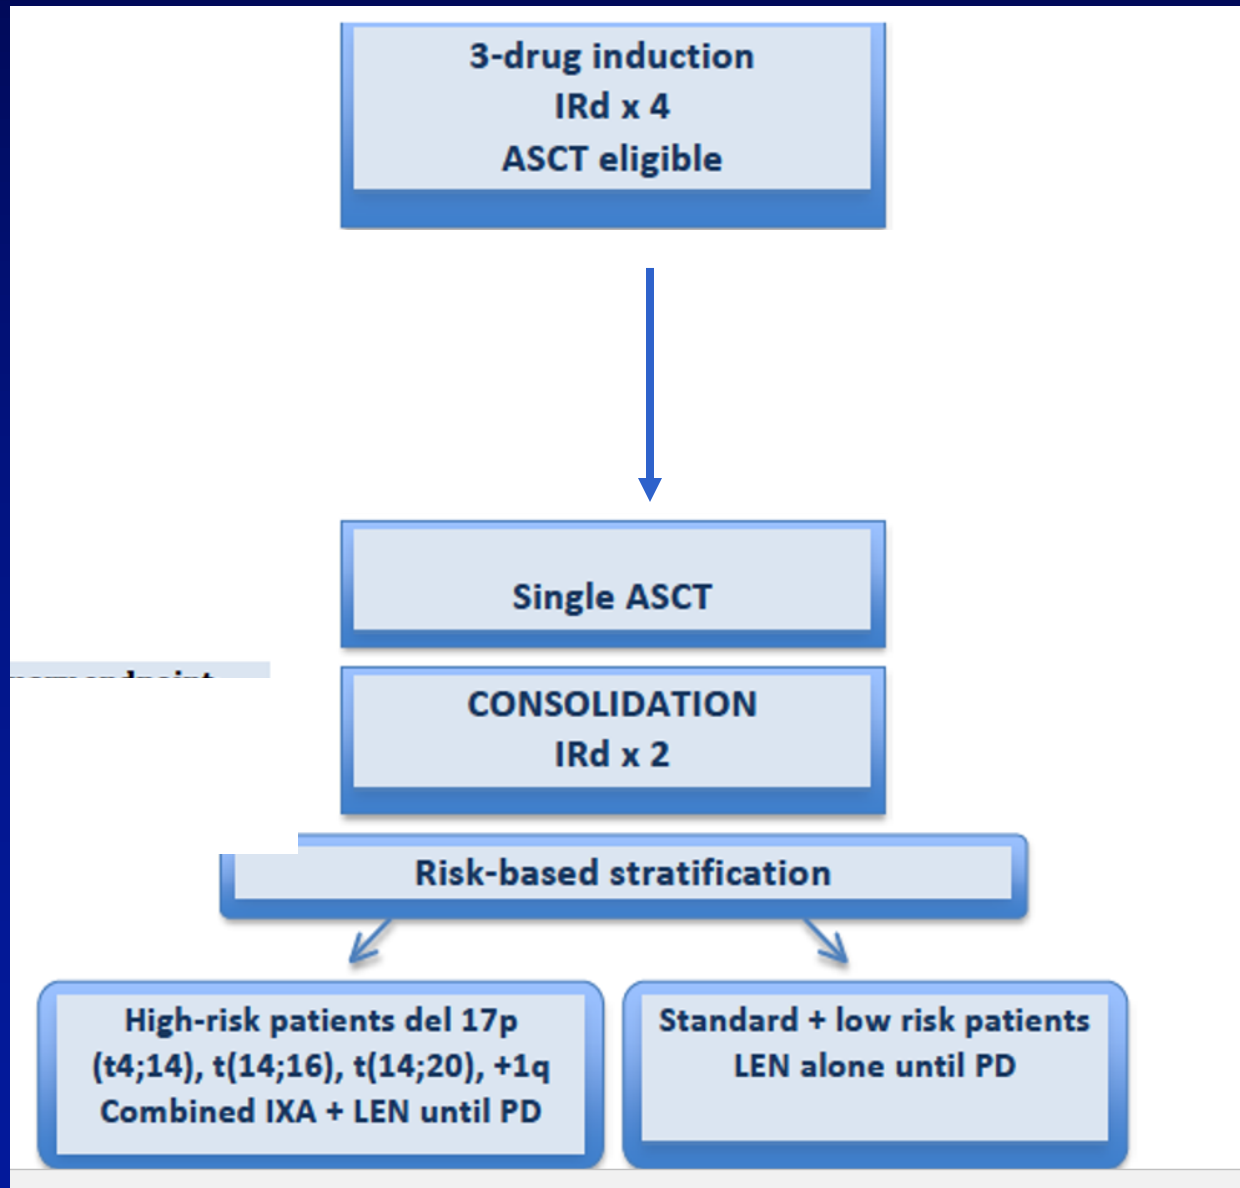 3-drug induction
IRd x 4
ASCT eligible
Single ASCT
CONSOLIDATION
IRd x 2
Risk-based stratification
High-risk patients del 17p
(t4;14), t(14;16), t(14;20), +1q
Combined IXA + LEN until PD
Standard + low risk patients
LEN alone until PD